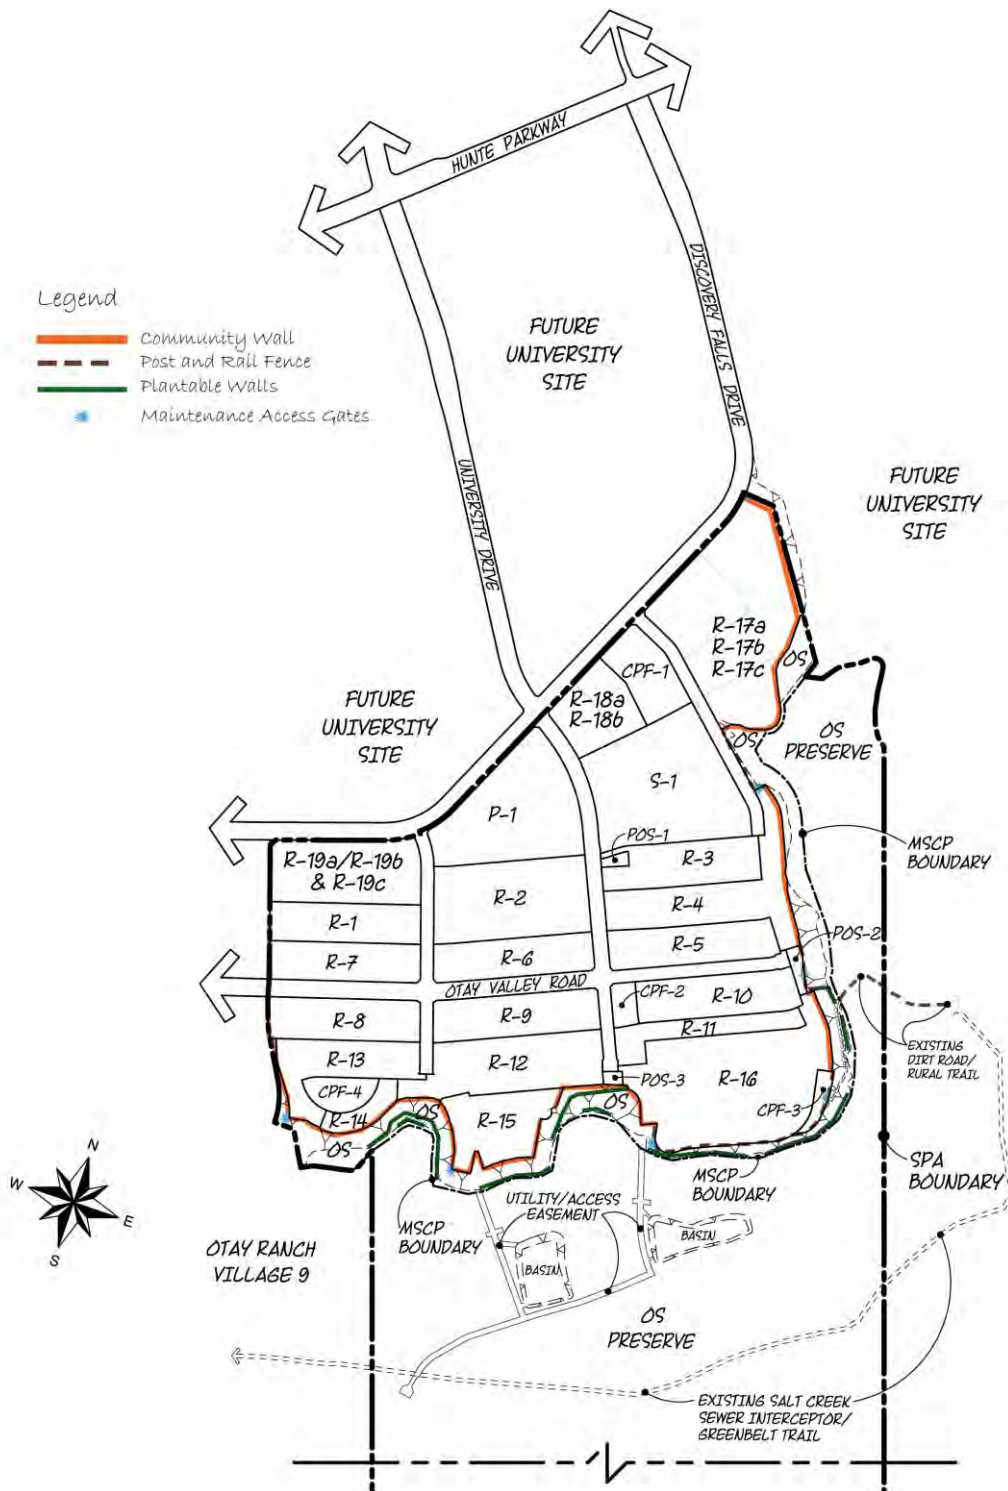 HUNTE PARKWAY
DISCOVERY FALLS DRIVE
Legend
Community Wall
Post and Rail Fence
Plantable Walls
Maintenance Access Gates
FUTURE
UNIVERSITY
SITE
UNIVERSITY DRIVE
FUTURE
UNIVERSITY
SITE
R-17a
R-17b
R-17c
OS
CPF-1
R-18a
R-18b
FUTURE
UNIVERSITY
SITE
OS
OS
PRESERVE
S-1
P-1
POS-1
R-3
MSCP
BOUNDARY
R-19a/R-19b
& R-19c
R-2
R-4
R-1
R-5
POS-2
R-7
R-6
OTAY VALLEY ROAD
CPF-2
R-10
R-8
R-9
R-11
EXISTING
DIRT ROAD/
RURAL TRAIL
R-13
R-12
POS-3
R-16
CPF-4
CPF-3
R-14
OS
R-15
OS
OS
N
W
E
S
MSCP
BOUNDARY
SPA
BOUNDARY
UTILITY/ACCESS
EASEMENT
MSCP
BOUNDARY
OTAY RANCH
VILLAGE 9
BASIN
BASIN
OS
PRESERVE
EXISTING SALT CREEK
SEWER INTERCEPTOR/
GREENBELT TRAIL